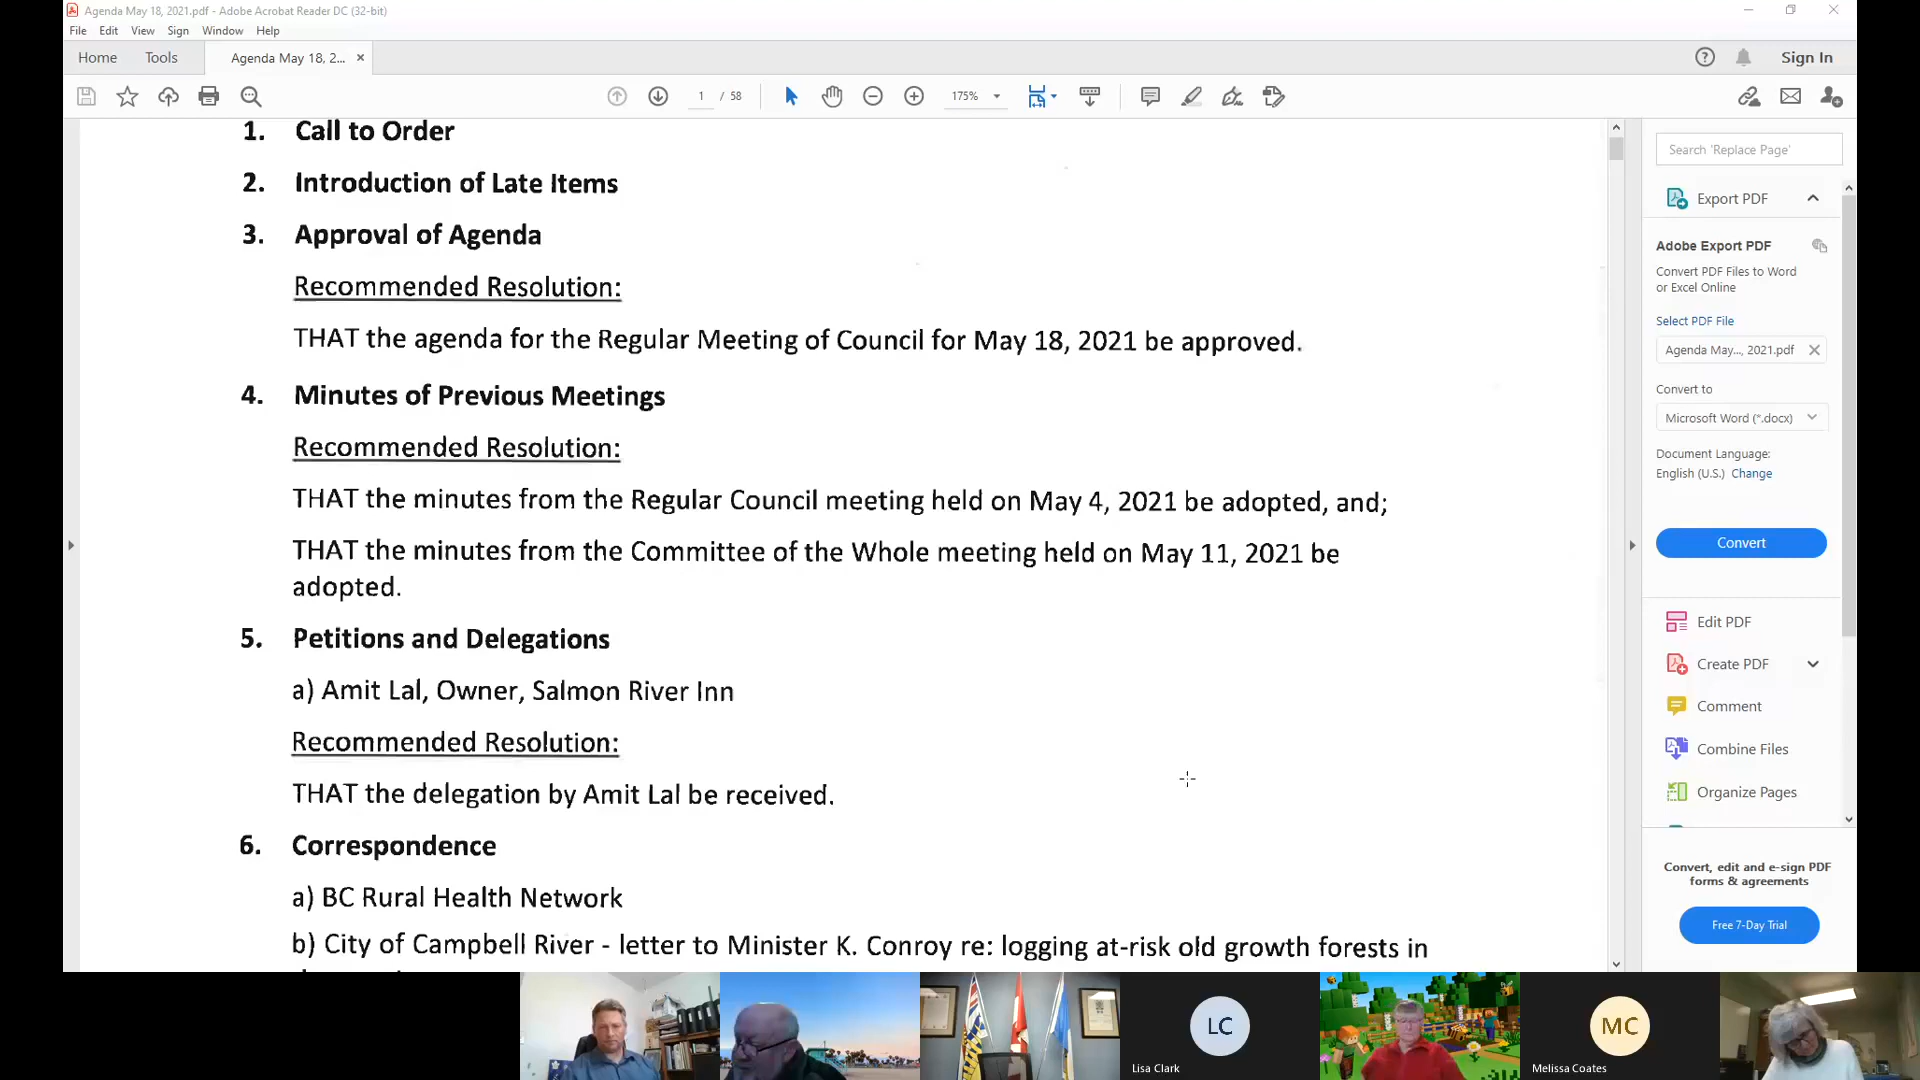 Agenda May 18, 2021.pdf - Adobe Acrobat Reader DC (32-bit)
File Edit View Sign Window Help
Home Tools Agenda May 18, 2... × Sign In
1 / 58 175%
1. Call to Order
2. Introduction of Late Items
3. Approval of Agenda
Recommended Resolution:
THAT the agenda for the Regular Meeting of Council for May 18, 2021 be approved.
4. Minutes of Previous Meetings
Recommended Resolution:
THAT the minutes from the Regular Council meeting held on May 4, 2021 be adopted, and;
THAT the minutes from the Committee of the Whole meeting held on May 11, 2021 be
adopted.
5. Petitions and Delegations
a) Amit Lal, Owner, Salmon River Inn
Recommended Resolution:
THAT the delegation by Amit Lal be received.
6. Correspondence
a) BC Rural Health Network
b) City of Campbell River - letter to Minister K. Conroy re: logging at-risk old growth forests in
Search 'Replace Page'
Export PDF
Adobe Export PDF
Convert PDF Files to Word
or Excel Online
Select PDF File
Agenda May..., 2021.pdf
Convert to
Microsoft Word (*.docx)
Document Language:
English (U.S.) Change
Convert
Edit PDF
Create PDF
Comment
Combine Files
Organize Pages
Convert, edit and e-sign PDF
forms & agreements
Free 7-Day Trial
LC
Lisa Clark
MC
Melissa Coates